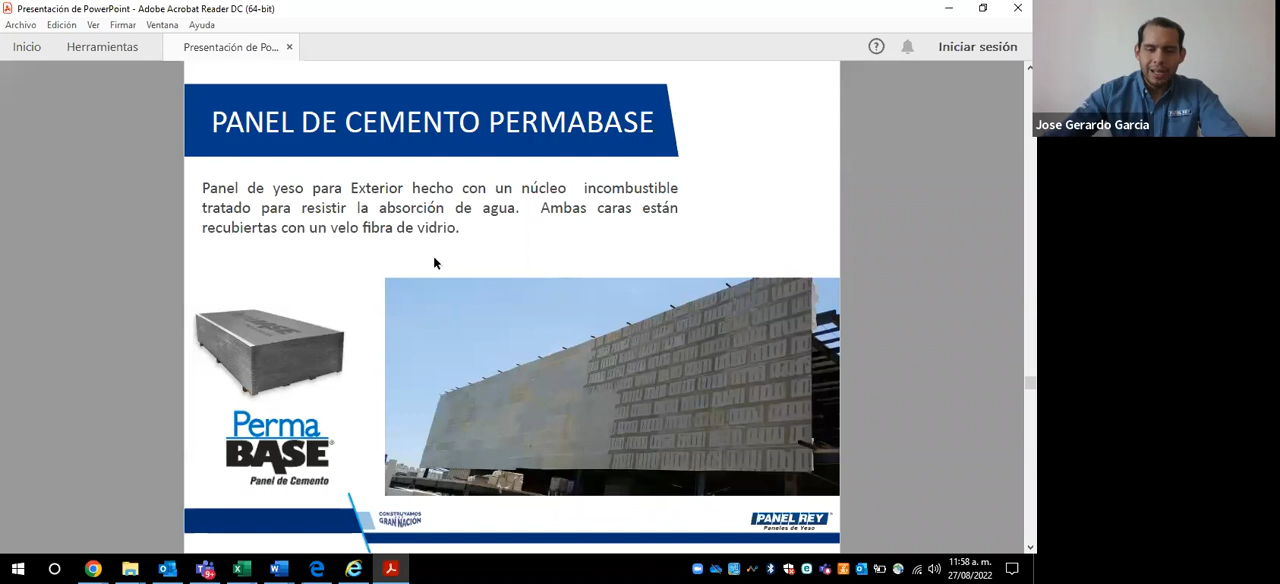 Presentación de PowerPoint - Adobe Acrobat Reader DC (64-bit)
Archivo Edición Ver Firmar Ventana Ayuda
Inicio Herramientas Presentación de Po... × Iniciar sesión
PANEL DE CEMENTO PERMABASE
Panel de yeso para Exterior hecho con un núcleo incombustible
tratado para resistir la absorción de agua. Ambas caras están
recubiertas con un velo fibra de vidrio.
Perma
BASE
Panel de Cemento
CONSTRUYAMOS
GRAN NACIÓN
PANEL REY
Paneles de Yeso
Jose Gerardo Garcia
11:58 a. m.
27/08/2022